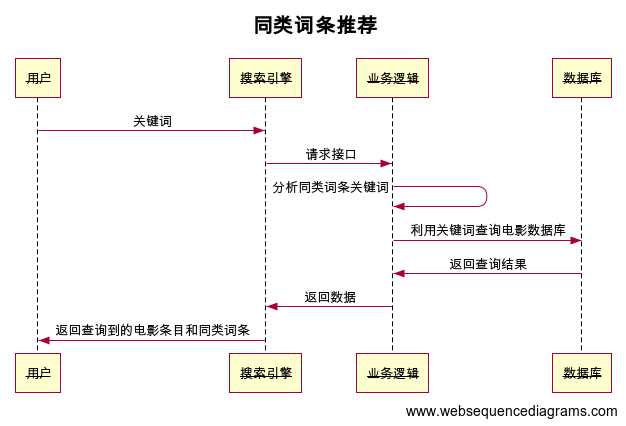 同类词条推荐
用户 搜索引擎 业务逻辑 数据库
关键词
请求接口
分析同类词条关键词
利用关键词查询电影数据库
返回查询结果
返回数据
返回查询到的电影条目和同类词条
用户 搜索引擎 业务逻辑 数据库
www.websequencediagrams.com